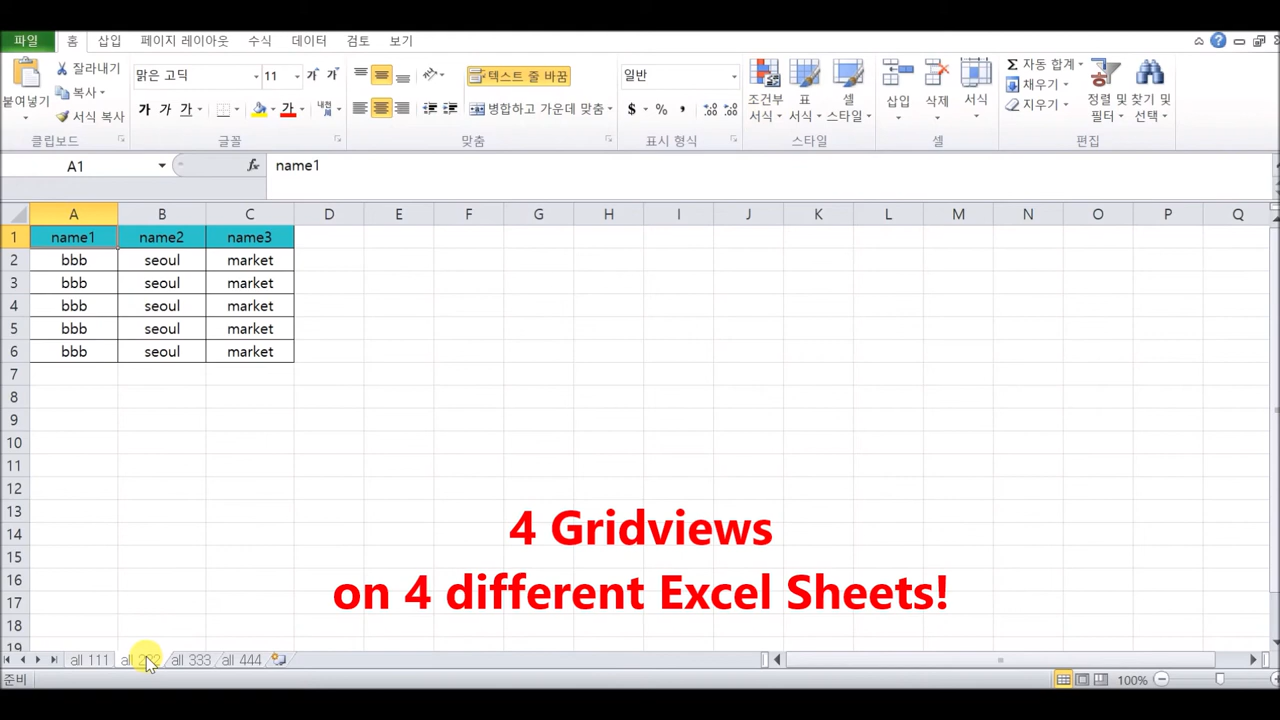 파일 홈 삽입 페이지 레이아웃 수식 데이터 검토 보기
붙여넣기 잘라내기 복사 서식 복사 클립보드
맑은 고딕 11 가 가 가 가 가 가 내천 글꼴
텍스트 줄 바꿈 병합하고 가운데 맞춤 맞춤
일반 $ % , 표시 형식
조건부 서식 표 서식 셀 스타일 스타일
삽입 삭제 서식 셀
Σ 자동 합계 채우기 지우기 정렬 및 필터 찾기 및 선택 편집
A1 fx name1
A B C D E F G H I J K L M N O P Q
1 name1 name2 name3
2 bbb seoul market
3 bbb seoul market
4 bbb seoul market
5 bbb seoul market
6 bbb seoul market
7
8
9
10
11
12
13
14
15
16
17
18
19
4 Gridviews
on 4 different Excel Sheets!
all 111 all all 333 all 444
준비 100%